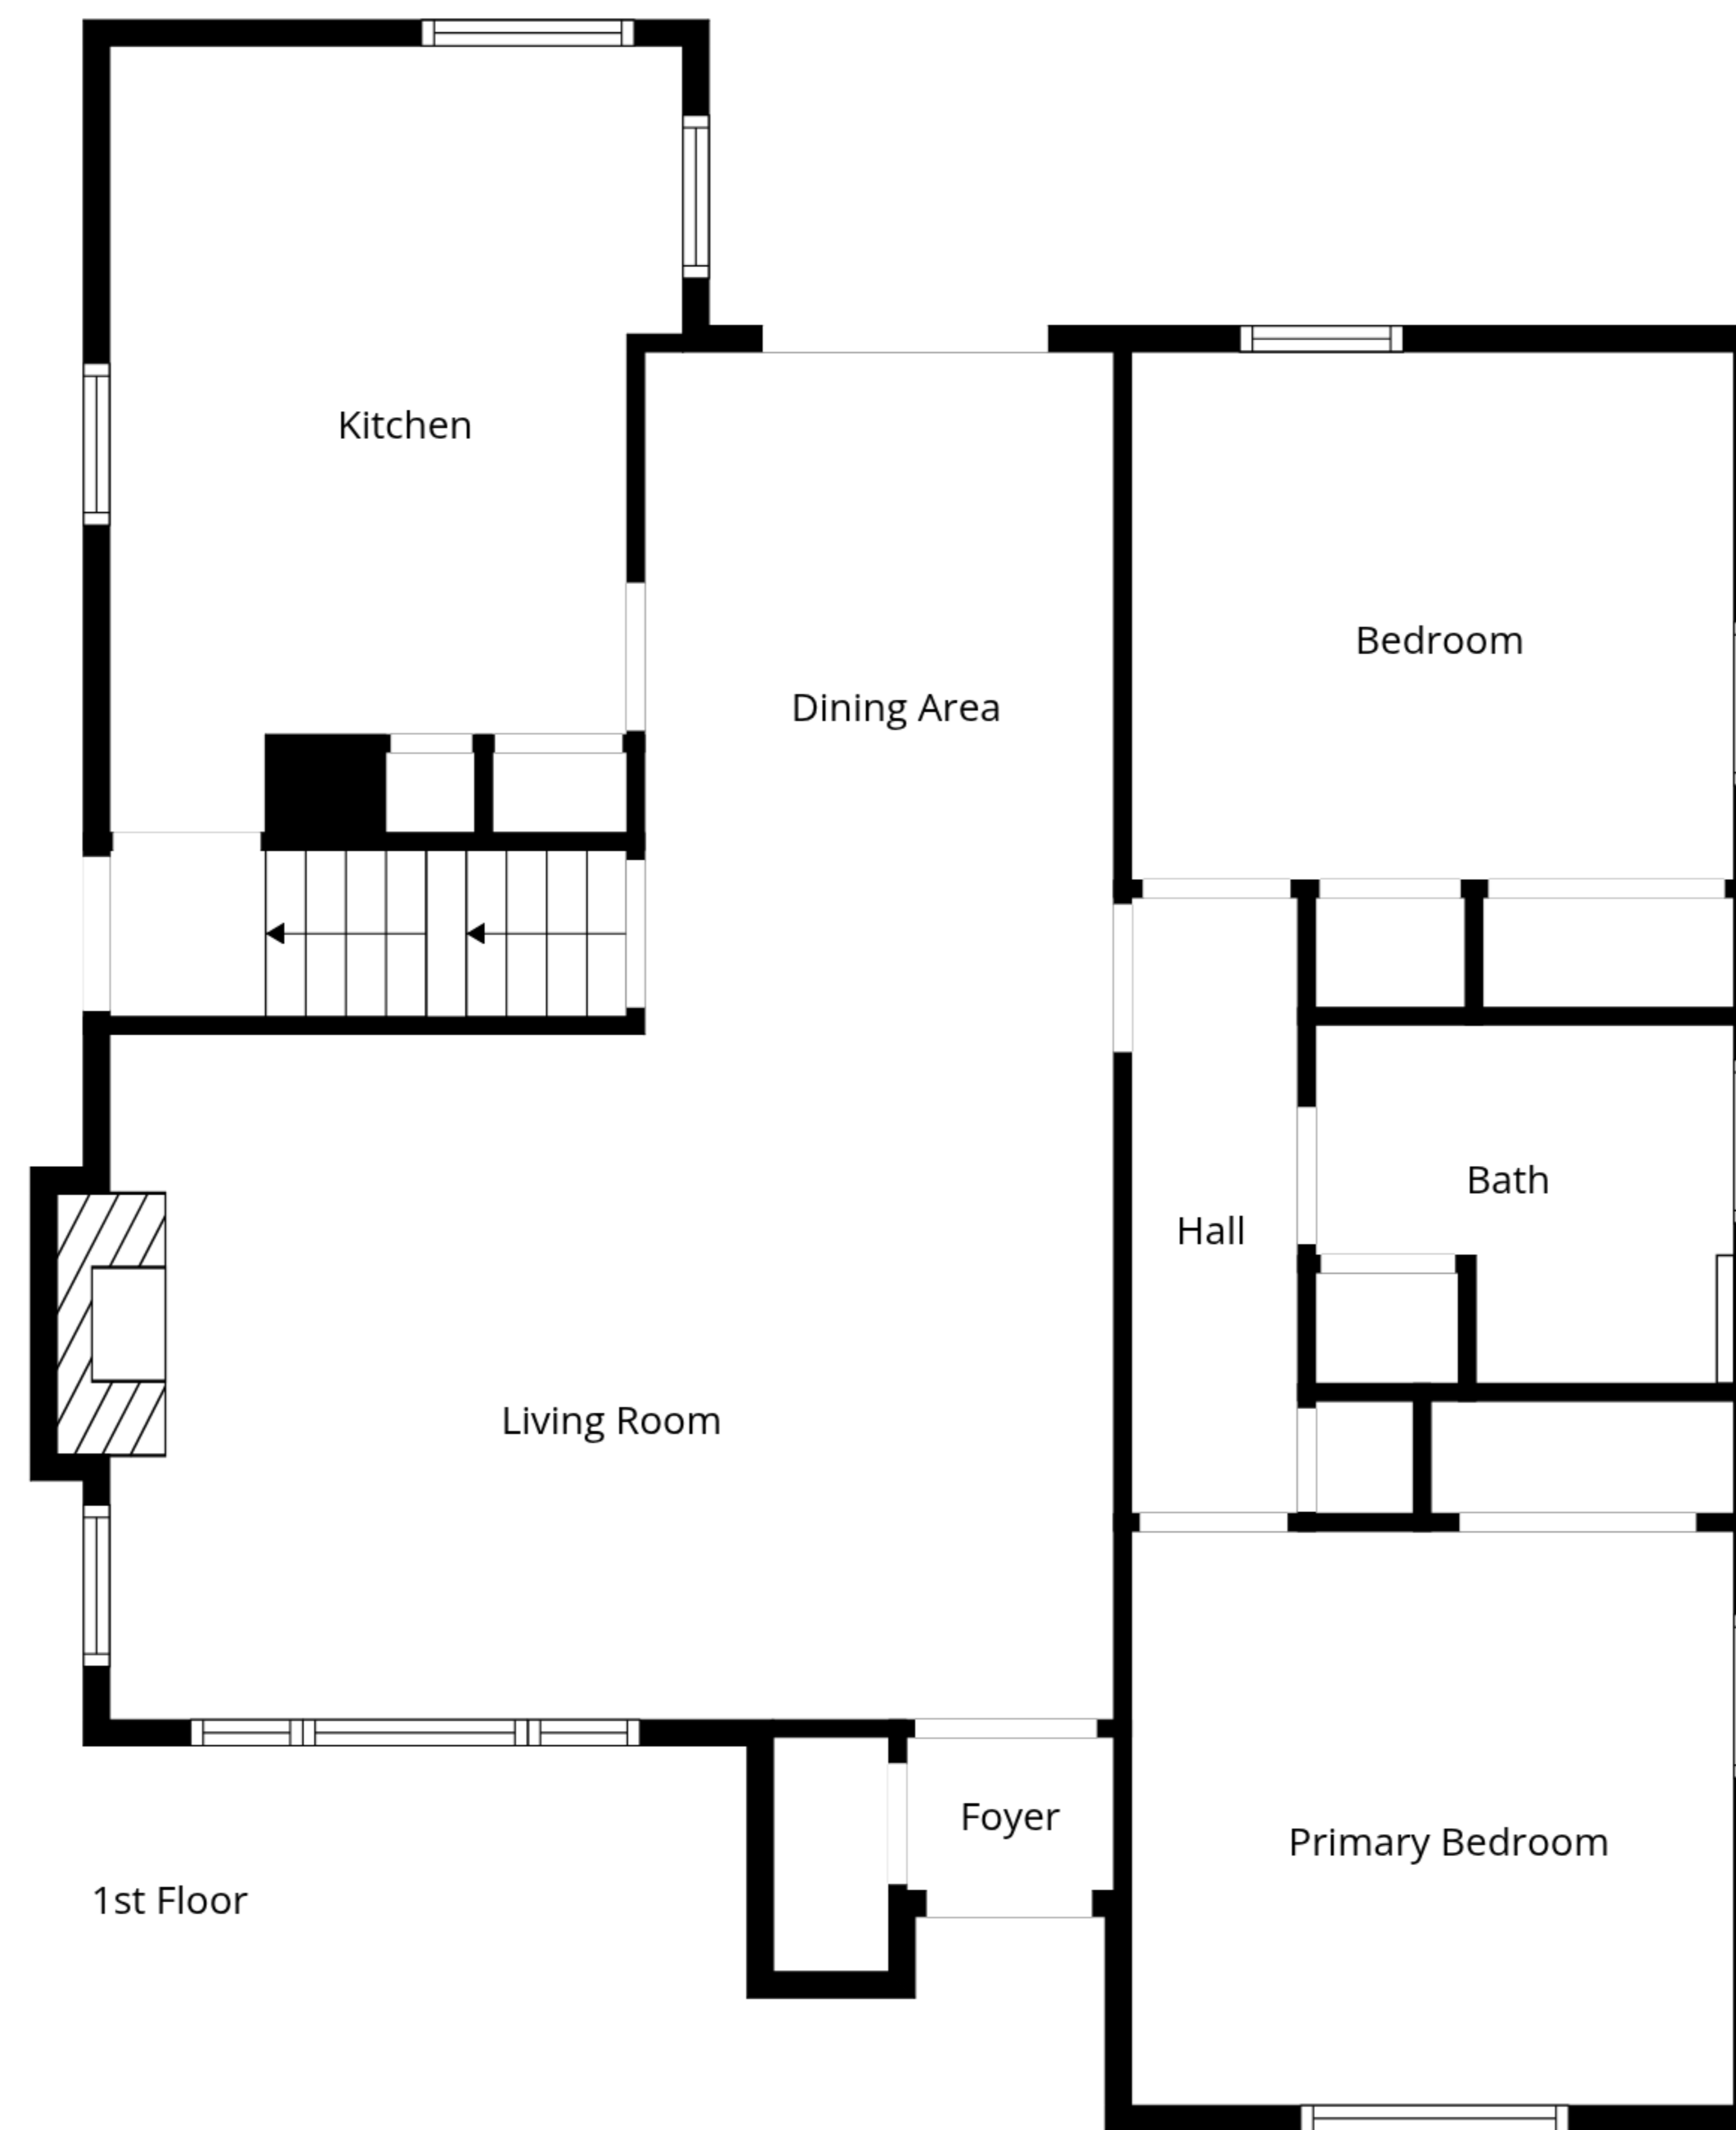 Kitchen
Bedroom
Dining Area
Bath
Hall
Living Room
Foyer
Primary Bedroom
1st Floor